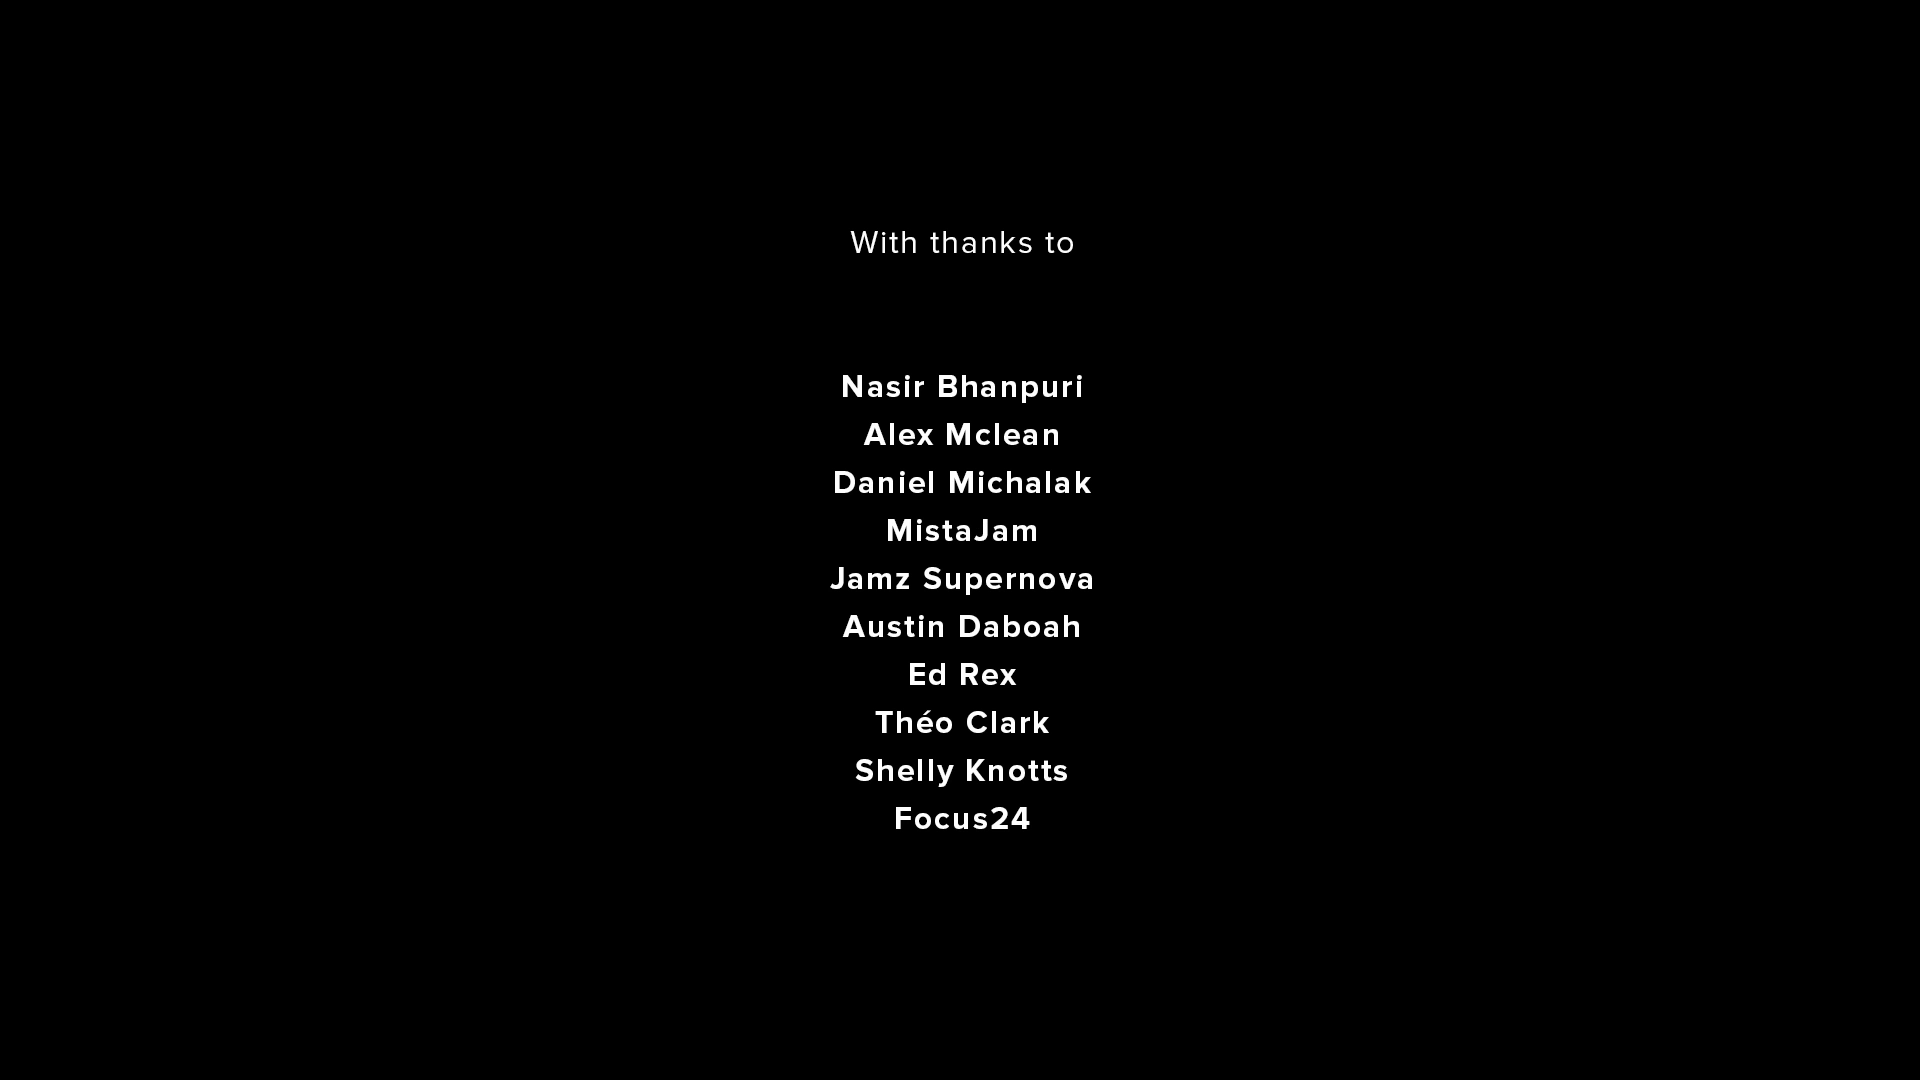 With thanks to
Nasir Bhanpuri
Alex Mclean
Daniel Michalak
MistaJam
Jamz Supernova
Austin Daboah
Ed Rex
Théo Clark
Shelly Knotts
Focus24